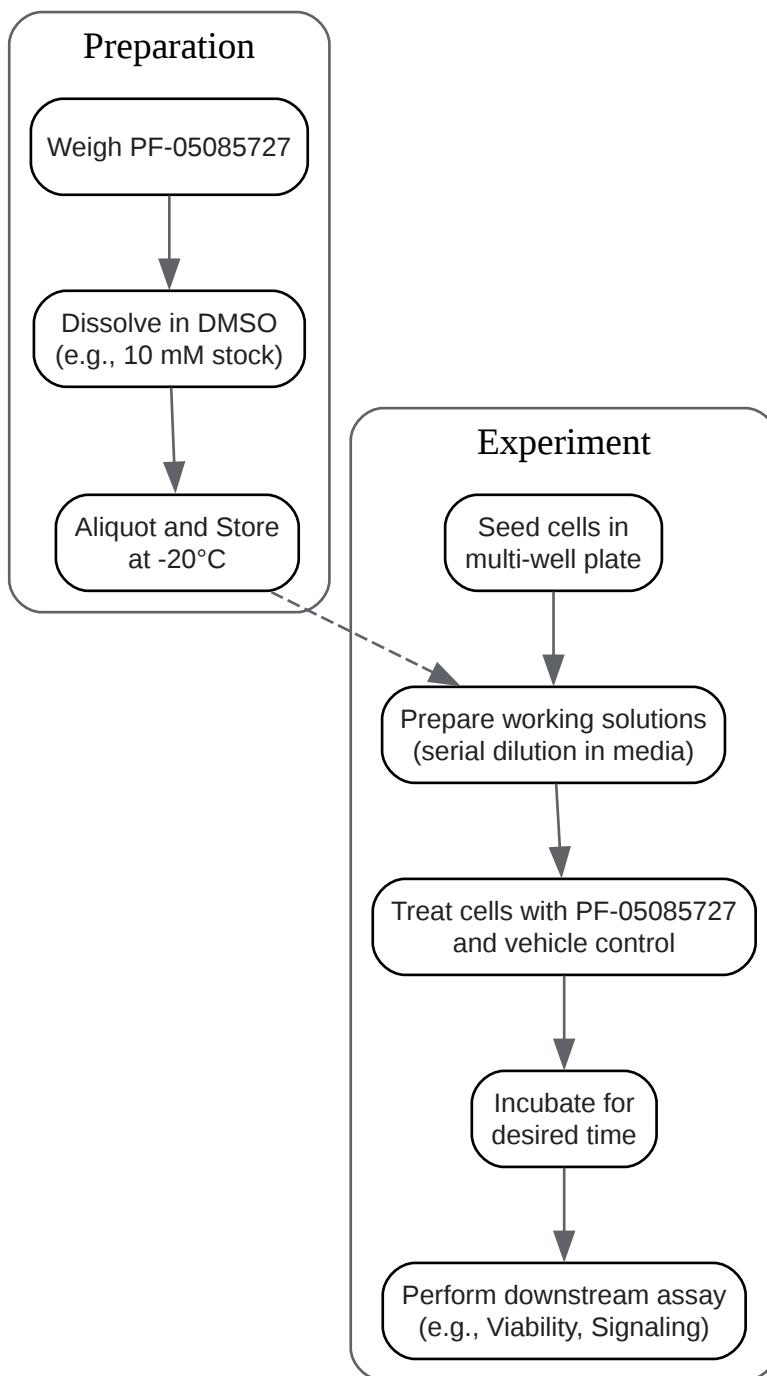 Preparation
Weigh PF-05085727
Dissolve in DMSO
(e.g., 10 mM stock)
Aliquot and Store
at -20°C
Experiment
Seed cells in
multi-well plate
Prepare working solutions
(serial dilution in media)
Treat cells with PF-05085727
and vehicle control
Incubate for
desired time
Perform downstream assay
(e.g., Viability, Signaling)